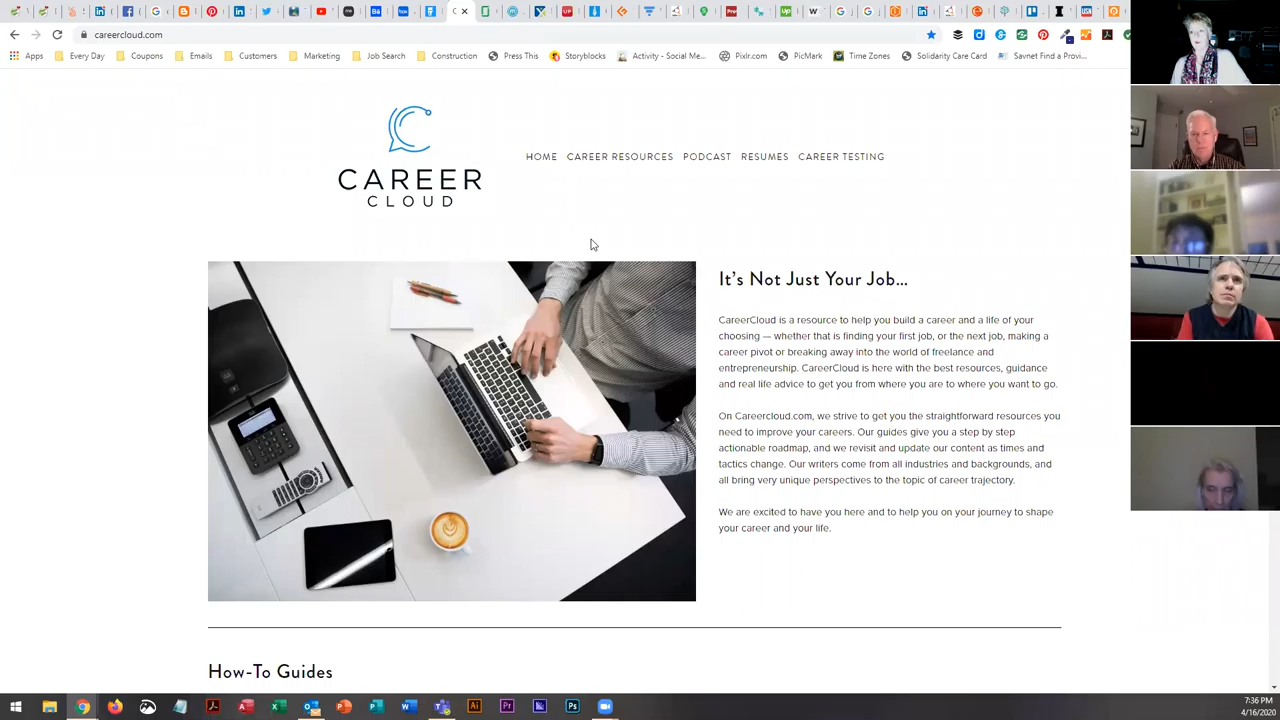 careercloud.com
Apps Every Day Coupons Emails Customers Marketing Job Search Construction Press This Storyblocks Activity - Social Me... Pixlr.com PicMark Time Zones Solidarity Care Card Savnet Find a Provi...
CAREER
CLOUD
HOME CAREER RESOURCES PODCAST RESUMES CAREER TESTING
It's Not Just Your Job...
CareerCloud is a resource to help you build a career and a life of your
choosing — whether that is finding your first job, or the next job, making a
career pivot or breaking away into the world of freelance and
entrepreneurship. CareerCloud is here with the best resources, guidance
and real life advice to get you from where you are to where you want to go.
On Careercloud.com, we strive to get you the straightforward resources you
need to improve your careers. Our guides give you a step by step
actionable roadmap, and we revisit and update our content as times and
tactics change. Our writers come from all industries and backgrounds, and
all bring very unique perspectives to the topic of career trajectory.
We are excited to have you here and to help you on your journey to shape
your career and your life.
How-To Guides
7:36 PM
4/16/2020